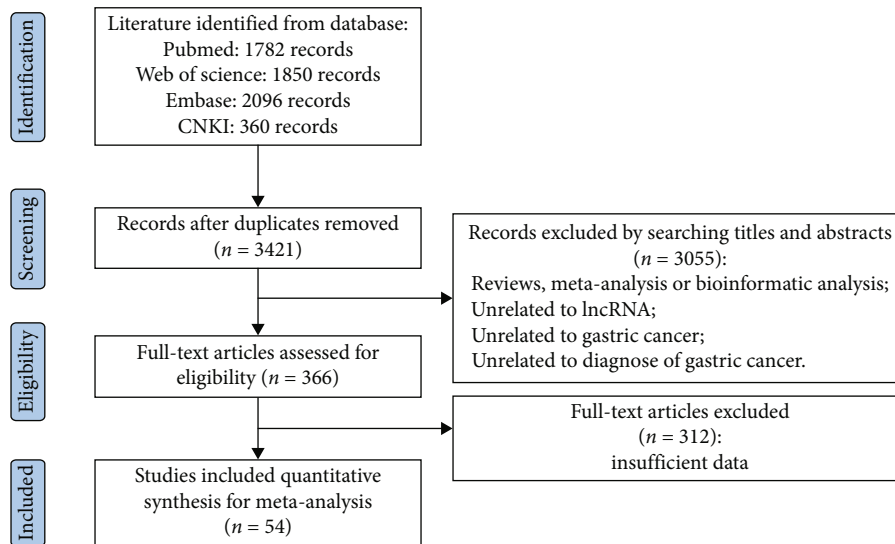 Identification
Literature identified from database:
Pubmed: 1782 records
Web of science: 1850 records
Embase: 2096 records
CNKI: 360 records
Screening
Records after duplicates removed
(n = 3421)
Records excluded by searching titles and abstracts
(n = 3055):
Reviews, meta-analysis or bioinformatic analysis;
Unrelated to lncRNA;
Unrelated to gastric cancer;
Unrelated to diagnose of gastric cancer.
Eligibility
Full-text articles assessed for
eligibility (n = 366)
Full-text articles excluded
(n = 312):
insufficient data
Included
Studies included quantitative
synthesis for meta-analysis
(n = 54)